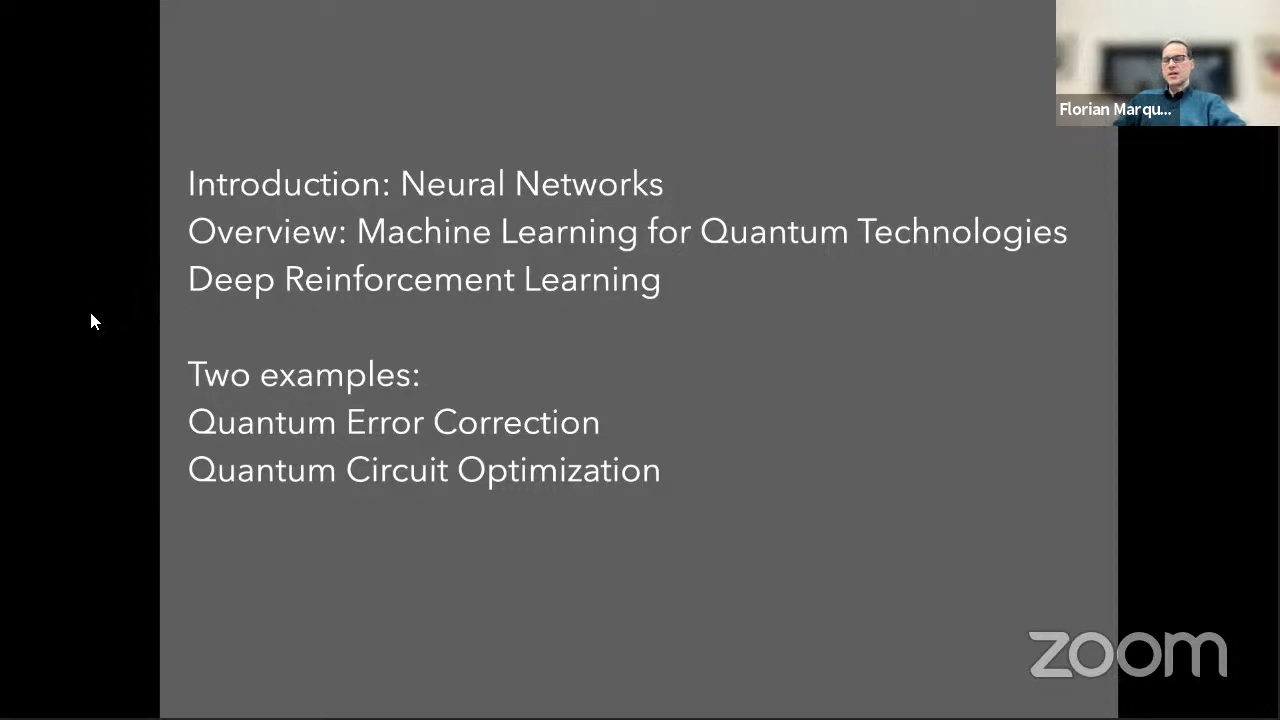 Florian Marqu...
Introduction: Neural Networks
Overview: Machine Learning for Quantum Technologies
Deep Reinforcement Learning
Two examples:
Quantum Error Correction
Quantum Circuit Optimization
zoom